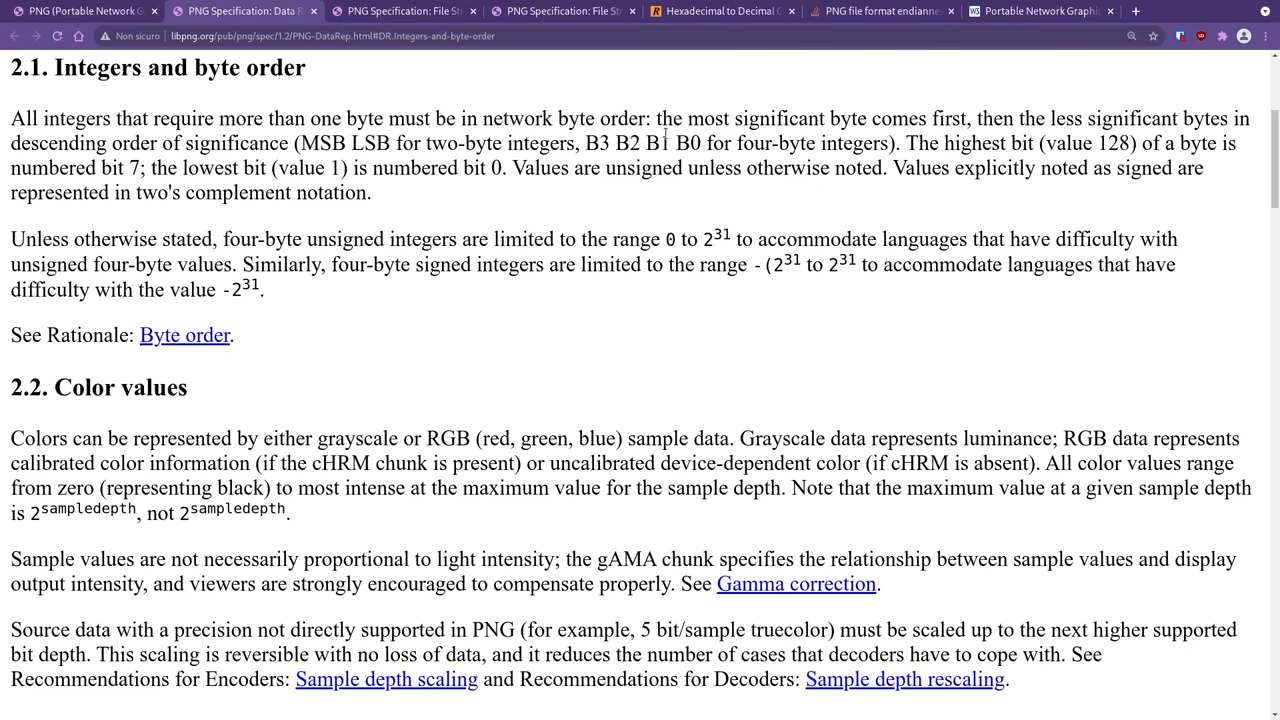 PNG (Portable Network G
PNG Specification: Data R
PNG Specification: File St
PNG Specification: File St
Hexadecimal to Decimal C
PNG file format endianne
Portable Network Graphic
Non sicuro | libpng.org/pub/png/spec/1.2/PNG-DataRep.html#DR.Integers-and-byte-order
2.1. Integers and byte order
All integers that require more than one byte must be in network byte order: the most significant byte comes first, then the less significant bytes in
descending order of significance (MSB LSB for two-byte integers, B3 B2 B1 B0 for four-byte integers). The highest bit (value 128) of a byte is
numbered bit 7; the lowest bit (value 1) is numbered bit 0. Values are unsigned unless otherwise noted. Values explicitly noted as signed are
represented in two's complement notation.
Unless otherwise stated, four-byte unsigned integers are limited to the range 0 to 2^31 to accommodate languages that have difficulty with
unsigned four-byte values. Similarly, four-byte signed integers are limited to the range -(2^31 to 2^31 to accommodate languages that have
difficulty with the value -2^31.
See Rationale: Byte order.
2.2. Color values
Colors can be represented by either grayscale or RGB (red, green, blue) sample data. Grayscale data represents luminance; RGB data represents
calibrated color information (if the cHRM chunk is present) or uncalibrated device-dependent color (if cHRM is absent). All color values range
from zero (representing black) to most intense at the maximum value for the sample depth. Note that the maximum value at a given sample depth
is 2^sampledepth, not 2^sampledepth.
Sample values are not necessarily proportional to light intensity; the gAMA chunk specifies the relationship between sample values and display
output intensity, and viewers are strongly encouraged to compensate properly. See Gamma correction.
Source data with a precision not directly supported in PNG (for example, 5 bit/sample truecolor) must be scaled up to the next higher supported
bit depth. This scaling is reversible with no loss of data, and it reduces the number of cases that decoders have to cope with. See
Recommendations for Encoders: Sample depth scaling and Recommendations for Decoders: Sample depth rescaling.